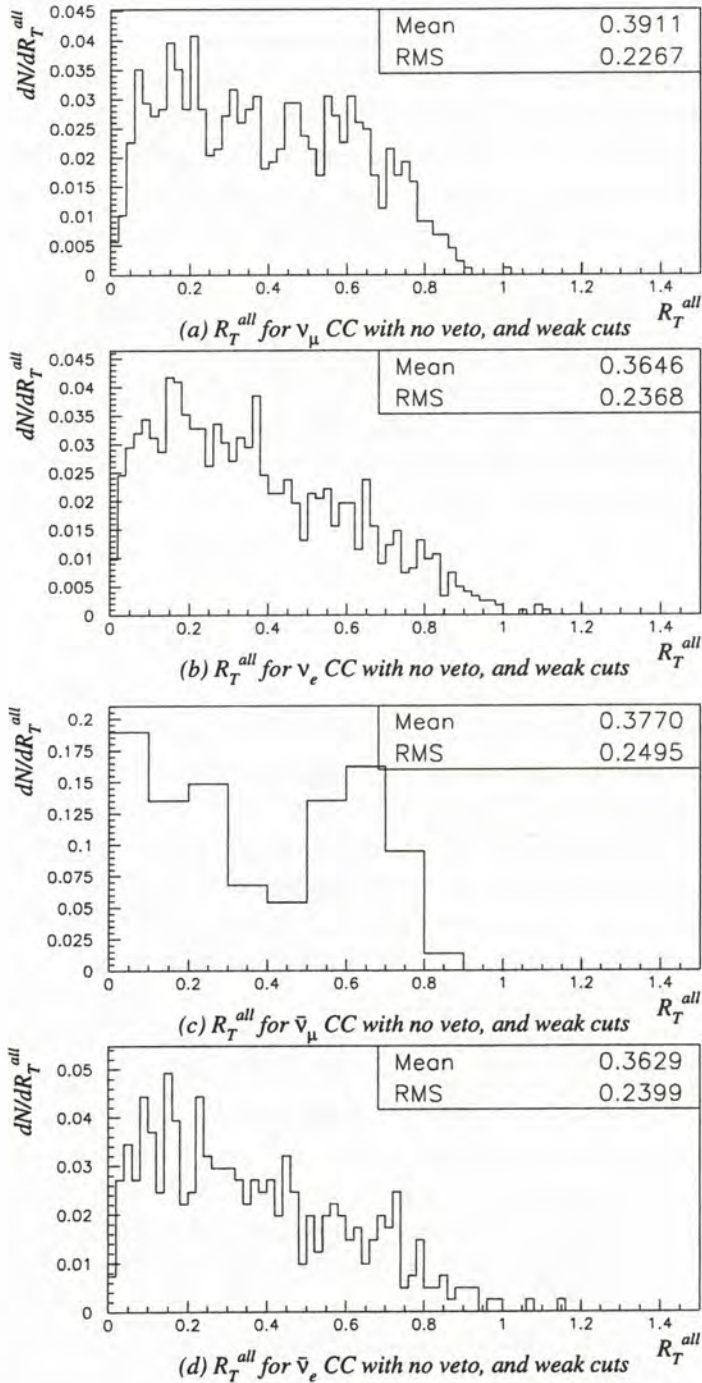 dN/dR_T^all
0.045
0.04
0.035
0.03
0.025
0.02
0.015
0.01
0.005
0
Mean 0.3911
RMS 0.2267
0 0.2 0.4 0.6 0.8 1 1.2 1.4
R_T^all
(a) R_T^all for ν_μ CC with no veto, and weak cuts
dN/dR_T^all
0.045
0.04
0.035
0.03
0.025
0.02
0.015
0.01
0.005
0
Mean 0.3646
RMS 0.2368
0 0.2 0.4 0.6 0.8 1 1.2 1.4
R_T^all
(b) R_T^all for ν_e CC with no veto, and weak cuts
dN/dR_T^all
0.2
0.175
0.15
0.125
0.1
0.075
0.05
0.025
0
Mean 0.3770
RMS 0.2495
0 0.2 0.4 0.6 0.8 1 1.2 1.4
R_T^all
(c) R_T^all for ν̄_μ CC with no veto, and weak cuts
dN/dR_T^all
0.05
0.04
0.03
0.02
0.01
0
Mean 0.3629
RMS 0.2399
0 0.2 0.4 0.6 0.8 1 1.2 1.4
R_T^all
(d) R_T^all for ν̄_e CC with no veto, and weak cuts